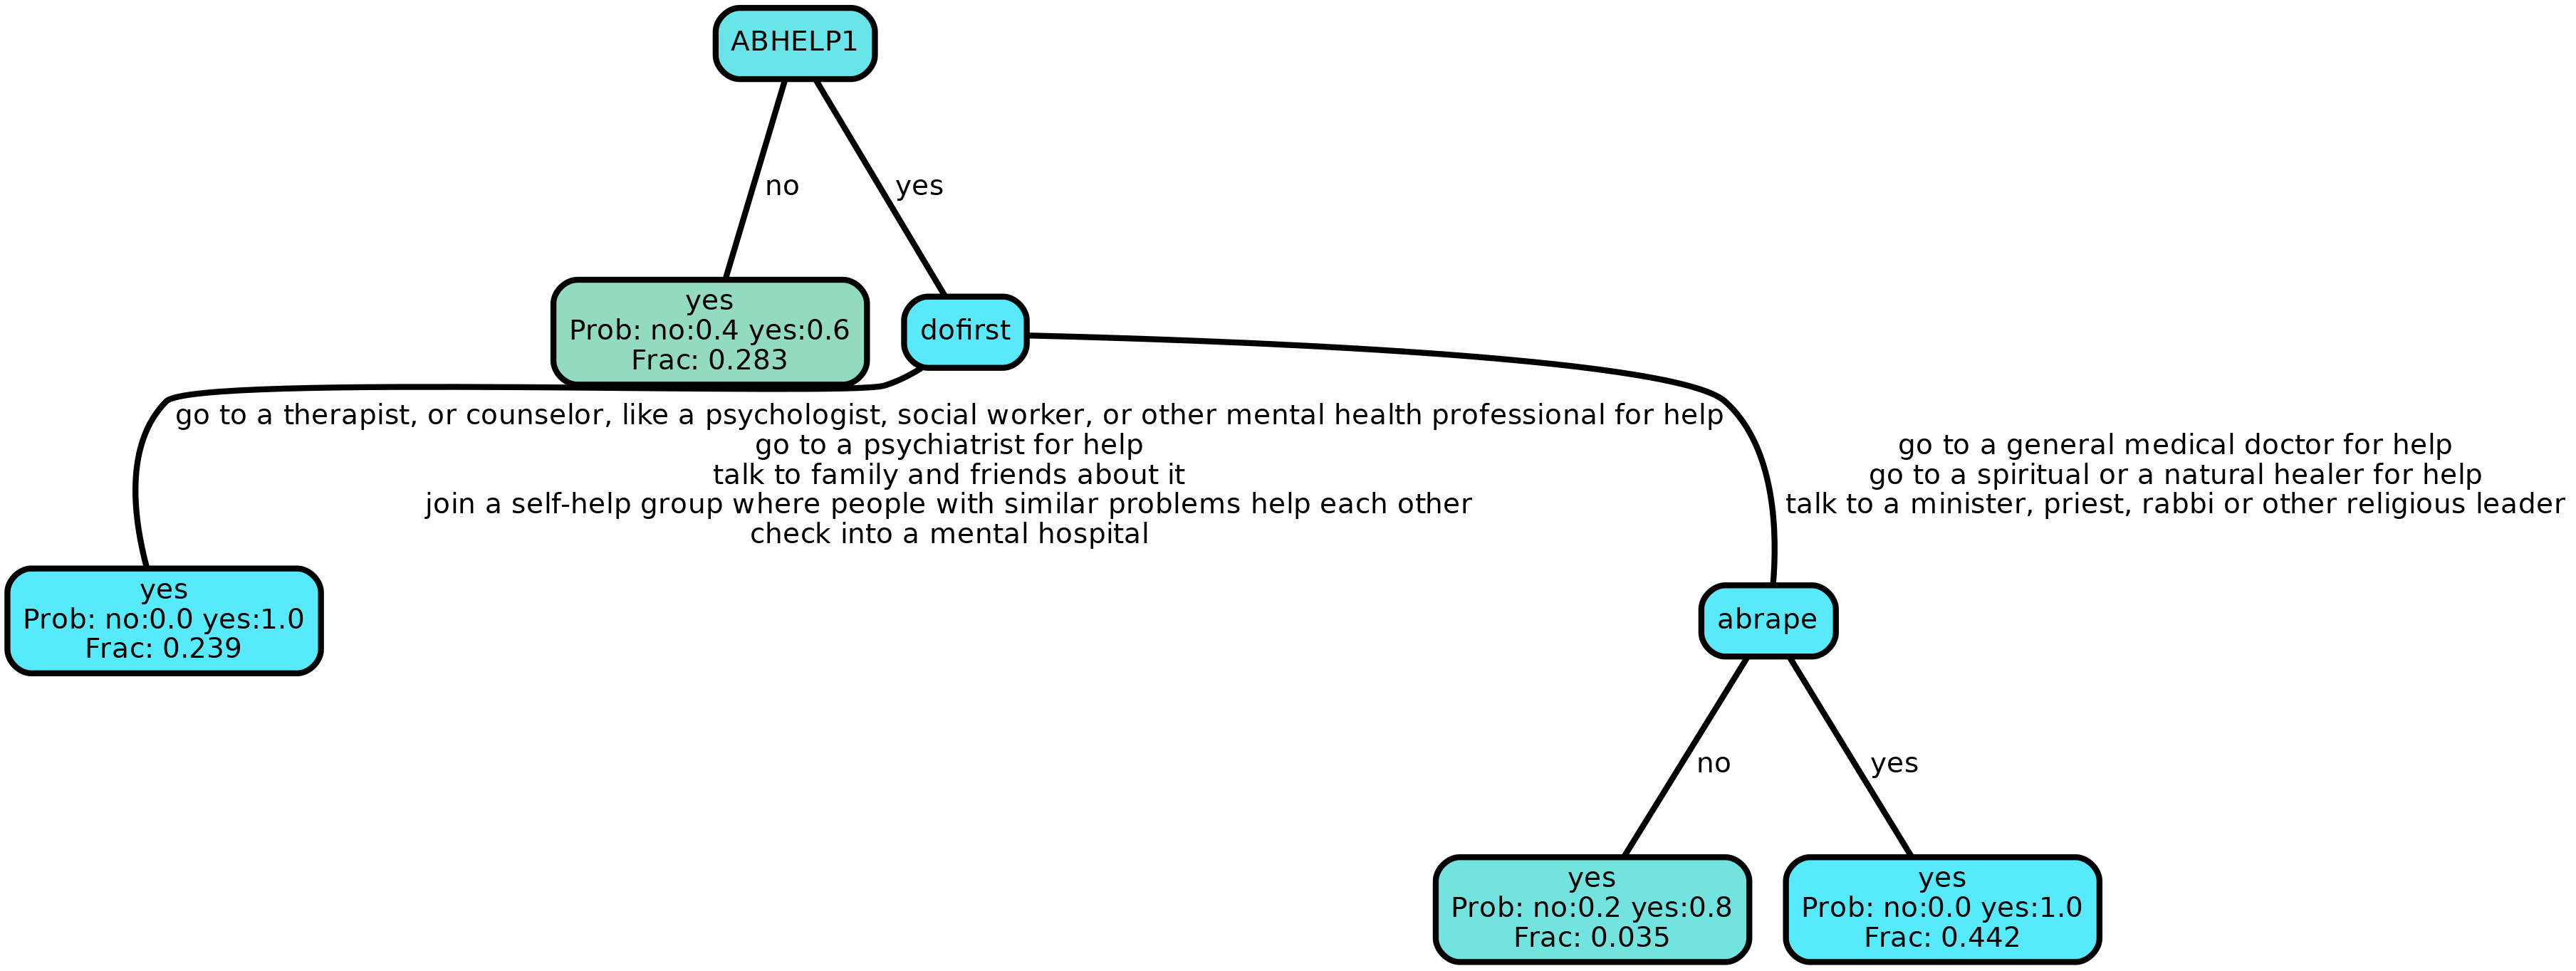 ABHELP1
no
yes
yes
Prob: no:0.4 yes:0.6
Frac: 0.283
dofirst
go to a therapist, or counselor, like a psychologist, social worker, or other mental health professional for help
go to a psychiatrist for help
talk to family and friends about it
join a self-help group where people with similar problems help each other
check into a mental hospital
go to a general medical doctor for help
go to a spiritual or a natural healer for help
talk to a minister, priest, rabbi or other religious leader
yes
Prob: no:0.0 yes:1.0
Frac: 0.239
abrape
no
yes
yes
Prob: no:0.2 yes:0.8
Frac: 0.035
yes
Prob: no:0.0 yes:1.0
Frac: 0.442